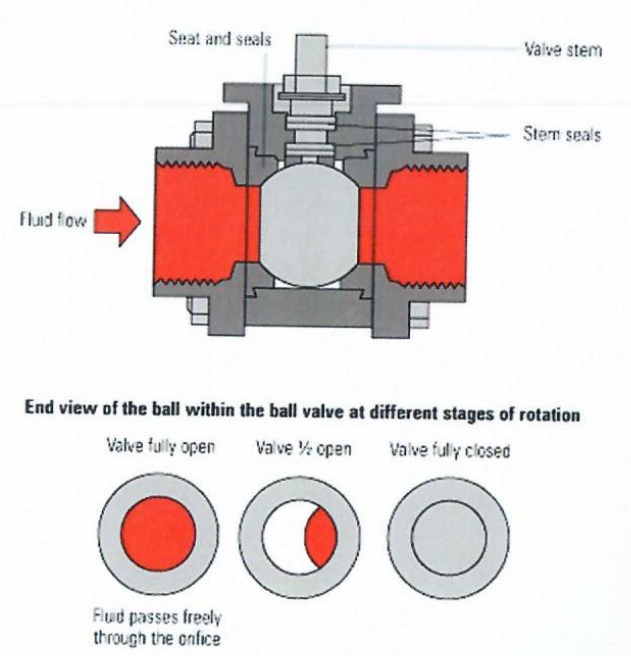 Seat and seals
Valve stem
Stem seals
Fluid flow
End view of the ball within the ball valve at different stages of rotation
Valve fully open
Valve ½ open
Valve fully closed
Fluid passes freely
through the orifice